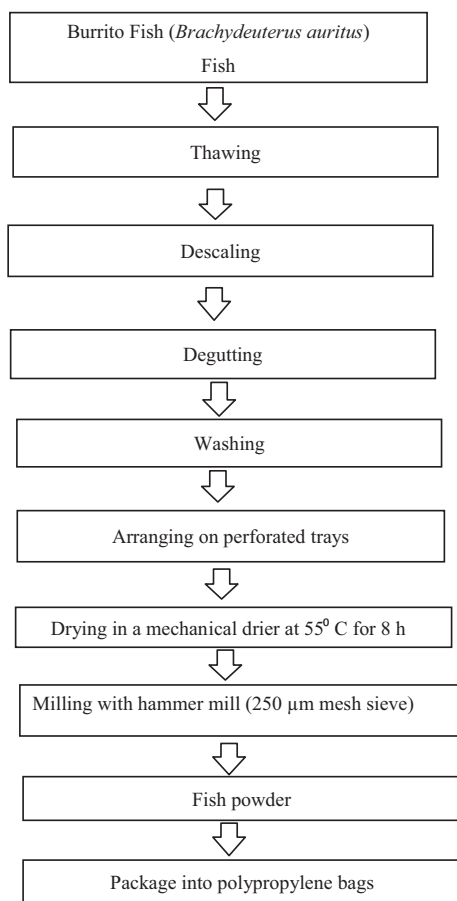 Burrito Fish (Brachydeuterus auritus)
Fish
Thawing
Descaling
Degutting
Washing
Arranging on perforated trays
Drying in a mechanical drier at 55⁰ C for 8 h
Milling with hammer mill (250 µm mesh sieve)
Fish powder
Package into polypropylene bags